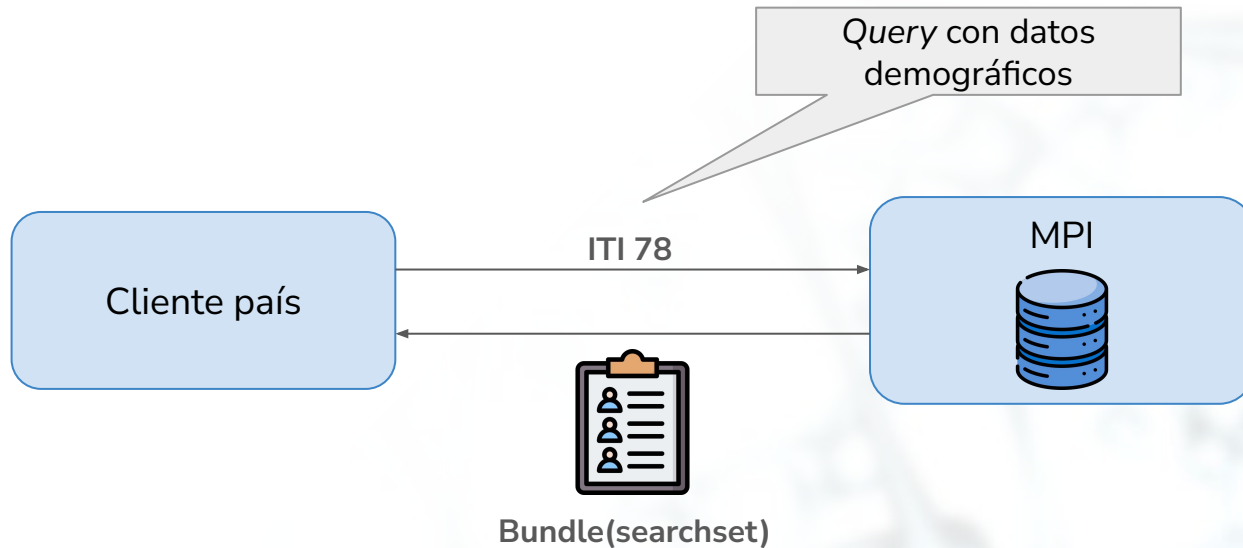 Query con datos
demográficos
ITI 78
MPI
Cliente país
Bundle(searchset)